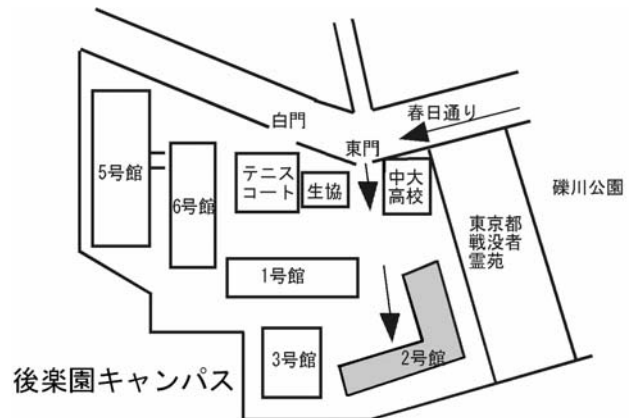 春日通り
白門
東門
5号館
6号館
テニス
コート
生協
中大
高校
礫川公園
東京都
戦没者
霊苑
1号館
3号館
2号館
後楽園キャンパス